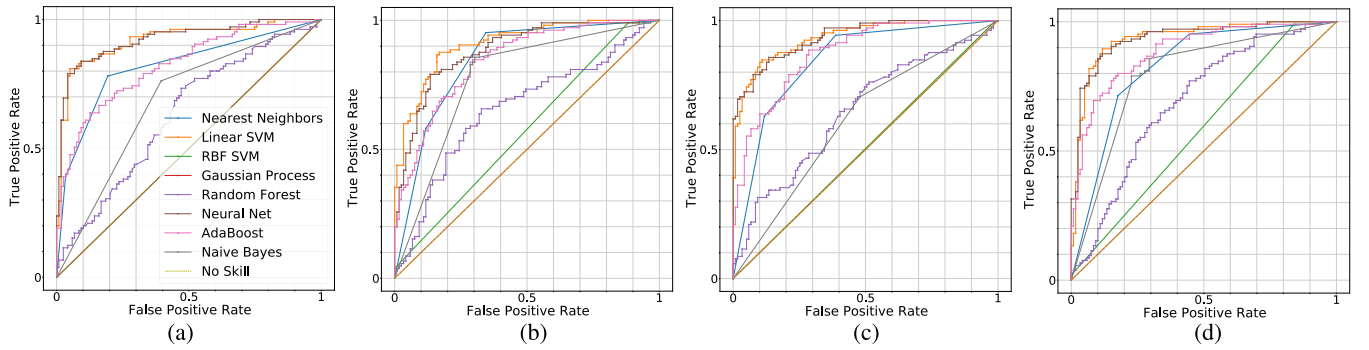 True Positive Rate
1
0.5
0
Nearest Neighbors
Linear SVM
RBF SVM
Gaussian Process
Random Forest
Neural Net
AdaBoost
Naive Bayes
No Skill
0
0.5
1
False Positive Rate
(a)
True Positive Rate
1
0.5
0
0
0.5
1
False Positive Rate
(b)
True Positive Rate
1
0.5
0
0
0.5
1
False Positive Rate
(c)
True Positive Rate
1
0.5
0
0
0.5
1
False Positive Rate
(d)